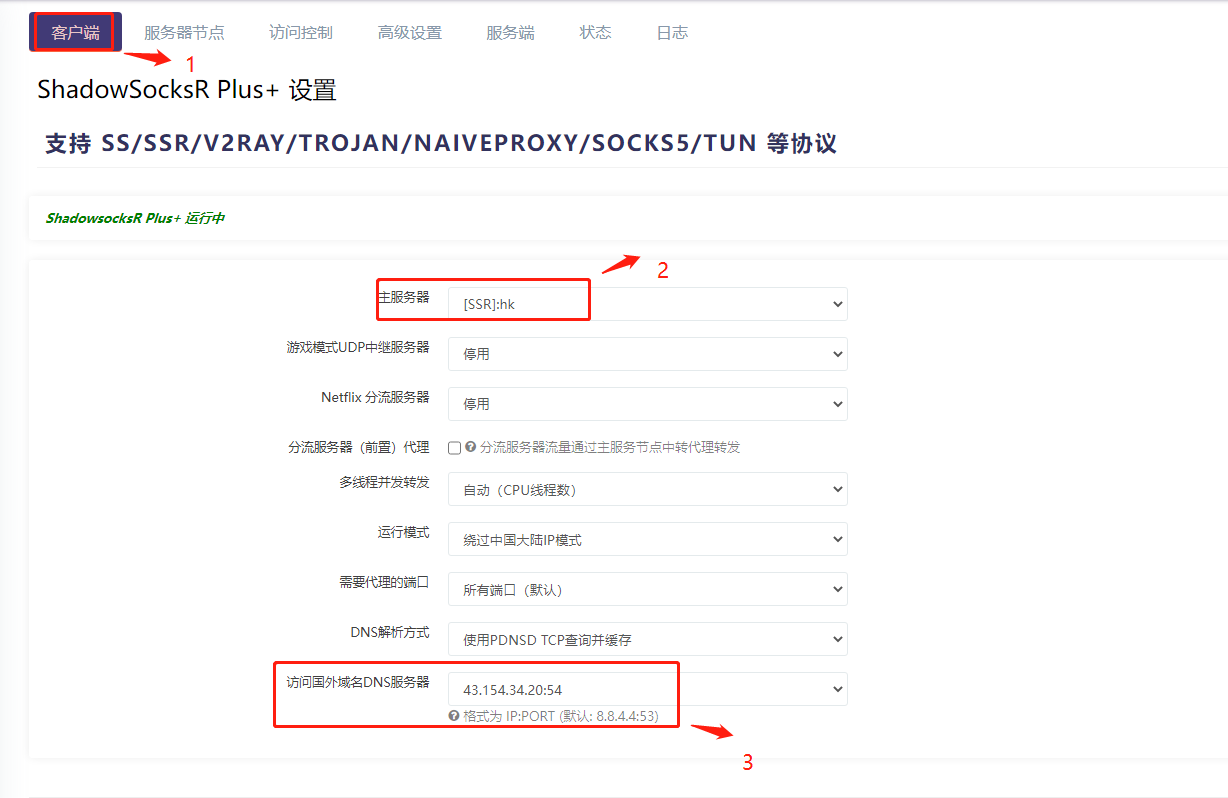 客户端 服务器节点 访问控制 高级设置 服务端 状态 日志
1
ShadowSocksR Plus+ 设置
支持 SS/SSR/V2RAY/TROJAN/NAIVEPROXY/SOCKS5/TUN 等协议
ShadowsocksR Plus+ 运行中
2
主服务器 [SSR]:hk
游戏模式UDP中继服务器 停用
Netflix 分流服务器 停用
分流服务器（前置）代理 分流服务器流量通过主服务节点中转代理转发
多线程并发转发 自动（CPU线程数）
运行模式 绕过中国大陆IP模式
需要代理的端口 所有端口（默认）
DNS解析方式 使用PDNSD TCP查询并缓存
访问国外域名DNS服务器 43.154.34.20:54
格式为 IP:PORT (默认: 8.8.4.4:53)
3